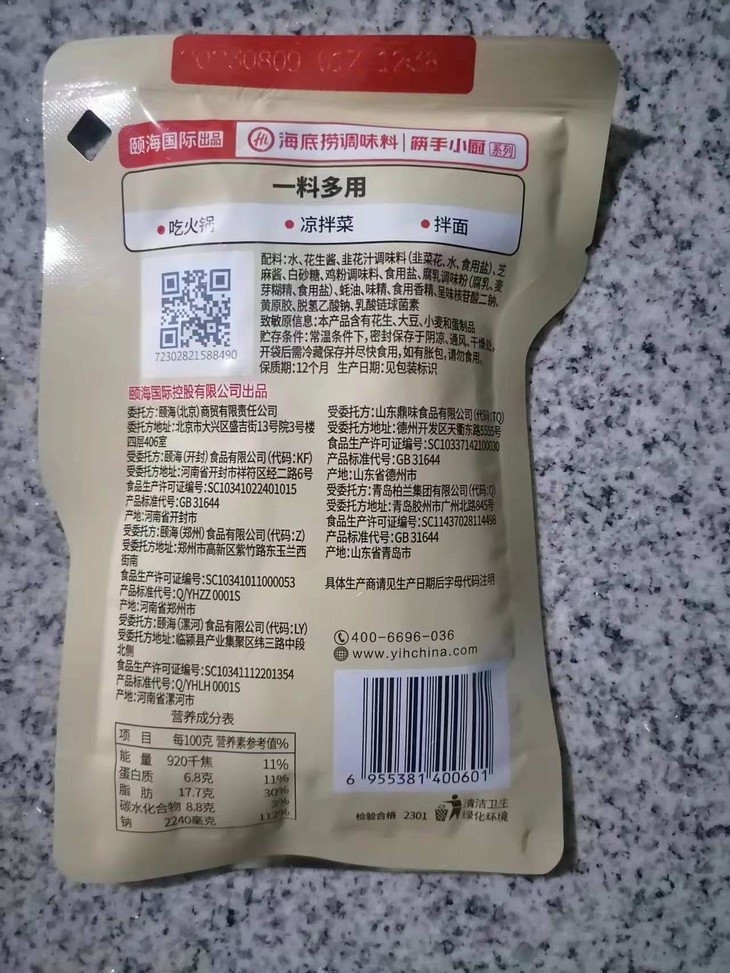 颐海国际出品 Hi 海底捞调味料 筷手小厨 系列
一料多用
吃火锅 凉拌菜 拌面
配料:水、花生酱、韭花汁调味料(韭菜花、水、食用盐)、芝
麻酱、白砂糖、鸡粉调味料、食用盐、腐乳调味粉(腐乳、麦
芽糊精、食用盐)、蚝油、味精、食用香精、呈味核苷酸二钠、
黄原胶、脱氢乙酸钠、乳酸链球菌素
致敏原信息:本产品含有花生、大豆、小麦和蛋制品
贮存条件:常温条件下,密封保存于阴凉、通风、干燥处,
开袋后需冷藏保存并尽快食用,如有胀包,请勿食用。
保质期:12个月 生产日期:见包装标识
72302821588490
颐海国际控股有限公司出品
委托方:颐海(北京)商贸有限责任公司
委托方地址:北京市大兴区盛吉街13号院3号楼
四层406室
受委托方:颐海(开封)食品有限公司(代码:KF)
受委托方地址:河南省开封市祥符区经二路6号
食品生产许可证编号:SC10341022401015
产品标准代号:GB 31644
产地:河南省开封市
受委托方:颐海(郑州)食品有限公司(代码:Z)
受委托方地址:郑州市高新区紫竹路东玉兰西
街南
食品生产许可证编号:SC10341011000053
产品标准代号:Q/YHZZ 0001S
产地:河南省郑州市
受委托方:颐海(漯河)食品有限公司(代码:LY)
受委托方地址:临颍县产业集聚区纬三路中段
北侧
食品生产许可证编号:SC10341112201354
产品标准代号:Q/YHLH 0001S
产地:河南省漯河市
受委托方:山东鼎味食品有限公司(代码:TQ)
受委托方地址:德州开发区天衢东路5555号
食品生产许可证编号:SC10337142100030
产品标准代号:GB 31644
产地:山东省德州市
受委托方:青岛柏兰集团有限公司(代码:Q)
受委托方地址:青岛胶州市广州北路845号
食品生产许可证编号:SC11437028114498
产品标准代号:GB 31644
产地:山东省青岛市
具体生产商请见生产日期后字母代码注明
400-6696-036
www.yihchina.com
营养成分表
项 目 每100克 营养素参考值%
能 量 920千焦 11%
蛋白质 6.8克 11%
脂 肪 17.7克 30%
碳水化合物 8.8克 3%
钠 2240毫克 112%
6 955381 400601
检验合格 2301
清洁卫生
绿化环境